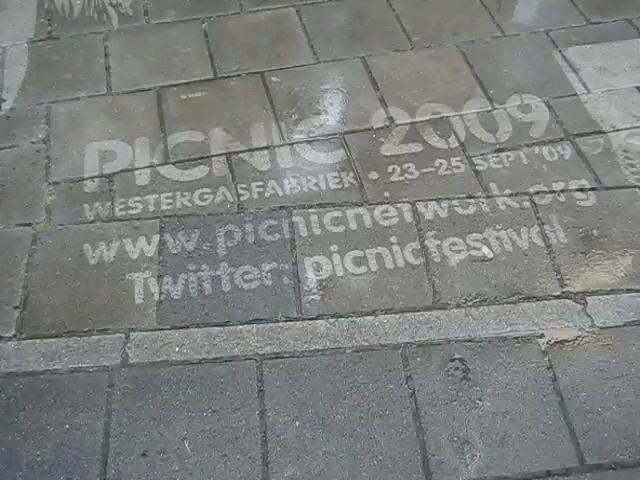 PICNIC 2009
WESTERGASFABRIEK • 23-25 SEPT '09
www.picnicnetwork.org
Twitter: picnicfestival